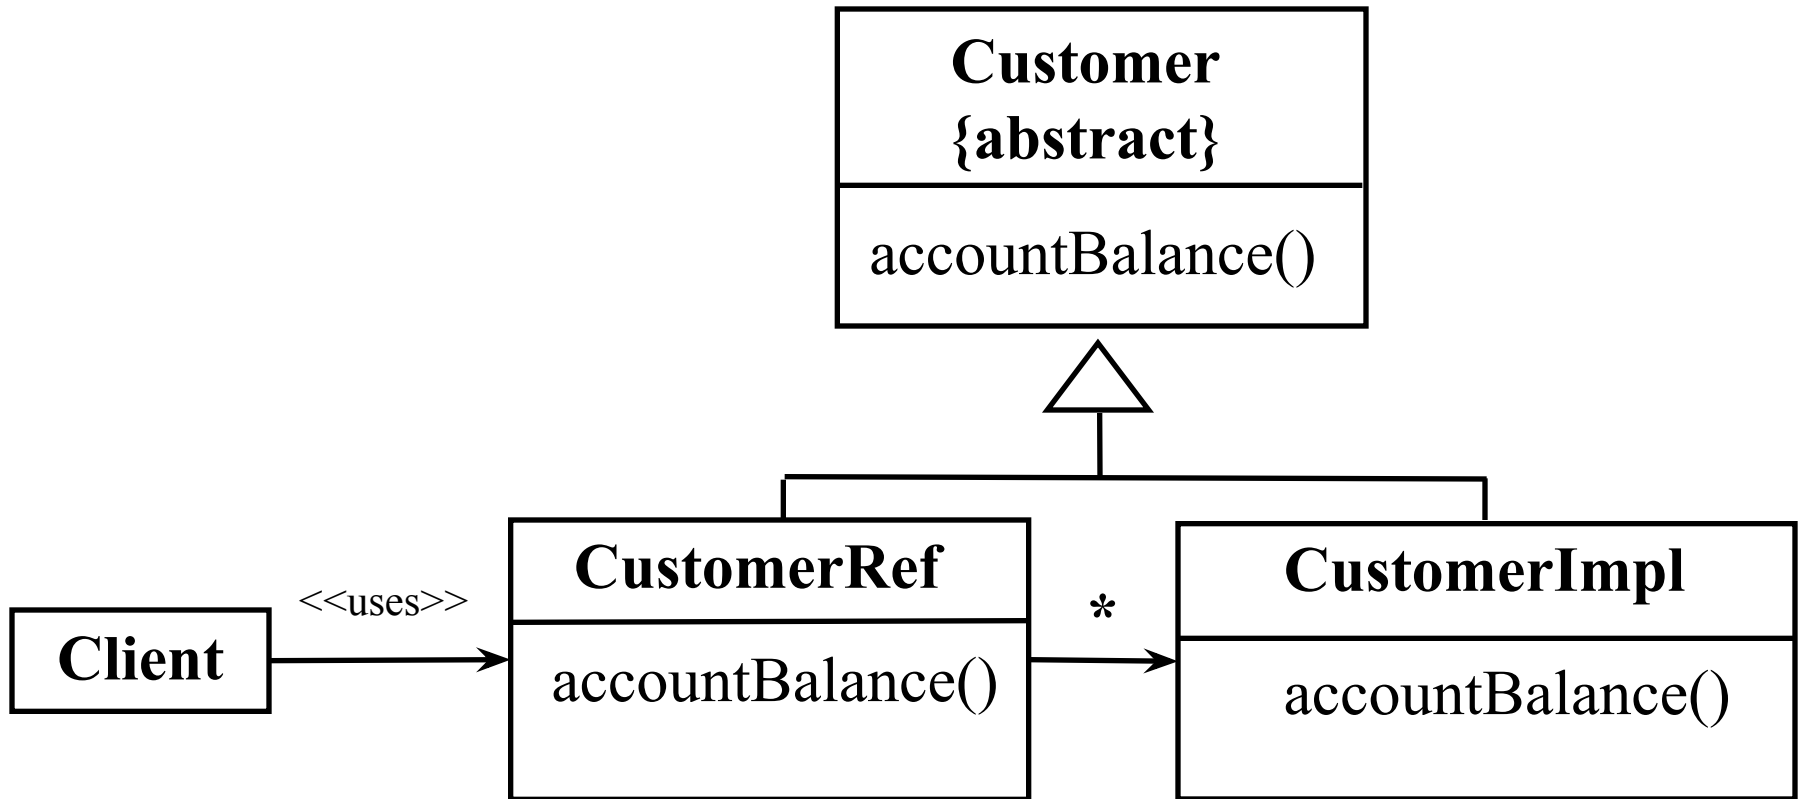 Customer
{abstract}
accountBalance()
<<uses>>
Client
CustomerRef
accountBalance()
*
CustomerImpl
accountBalance()